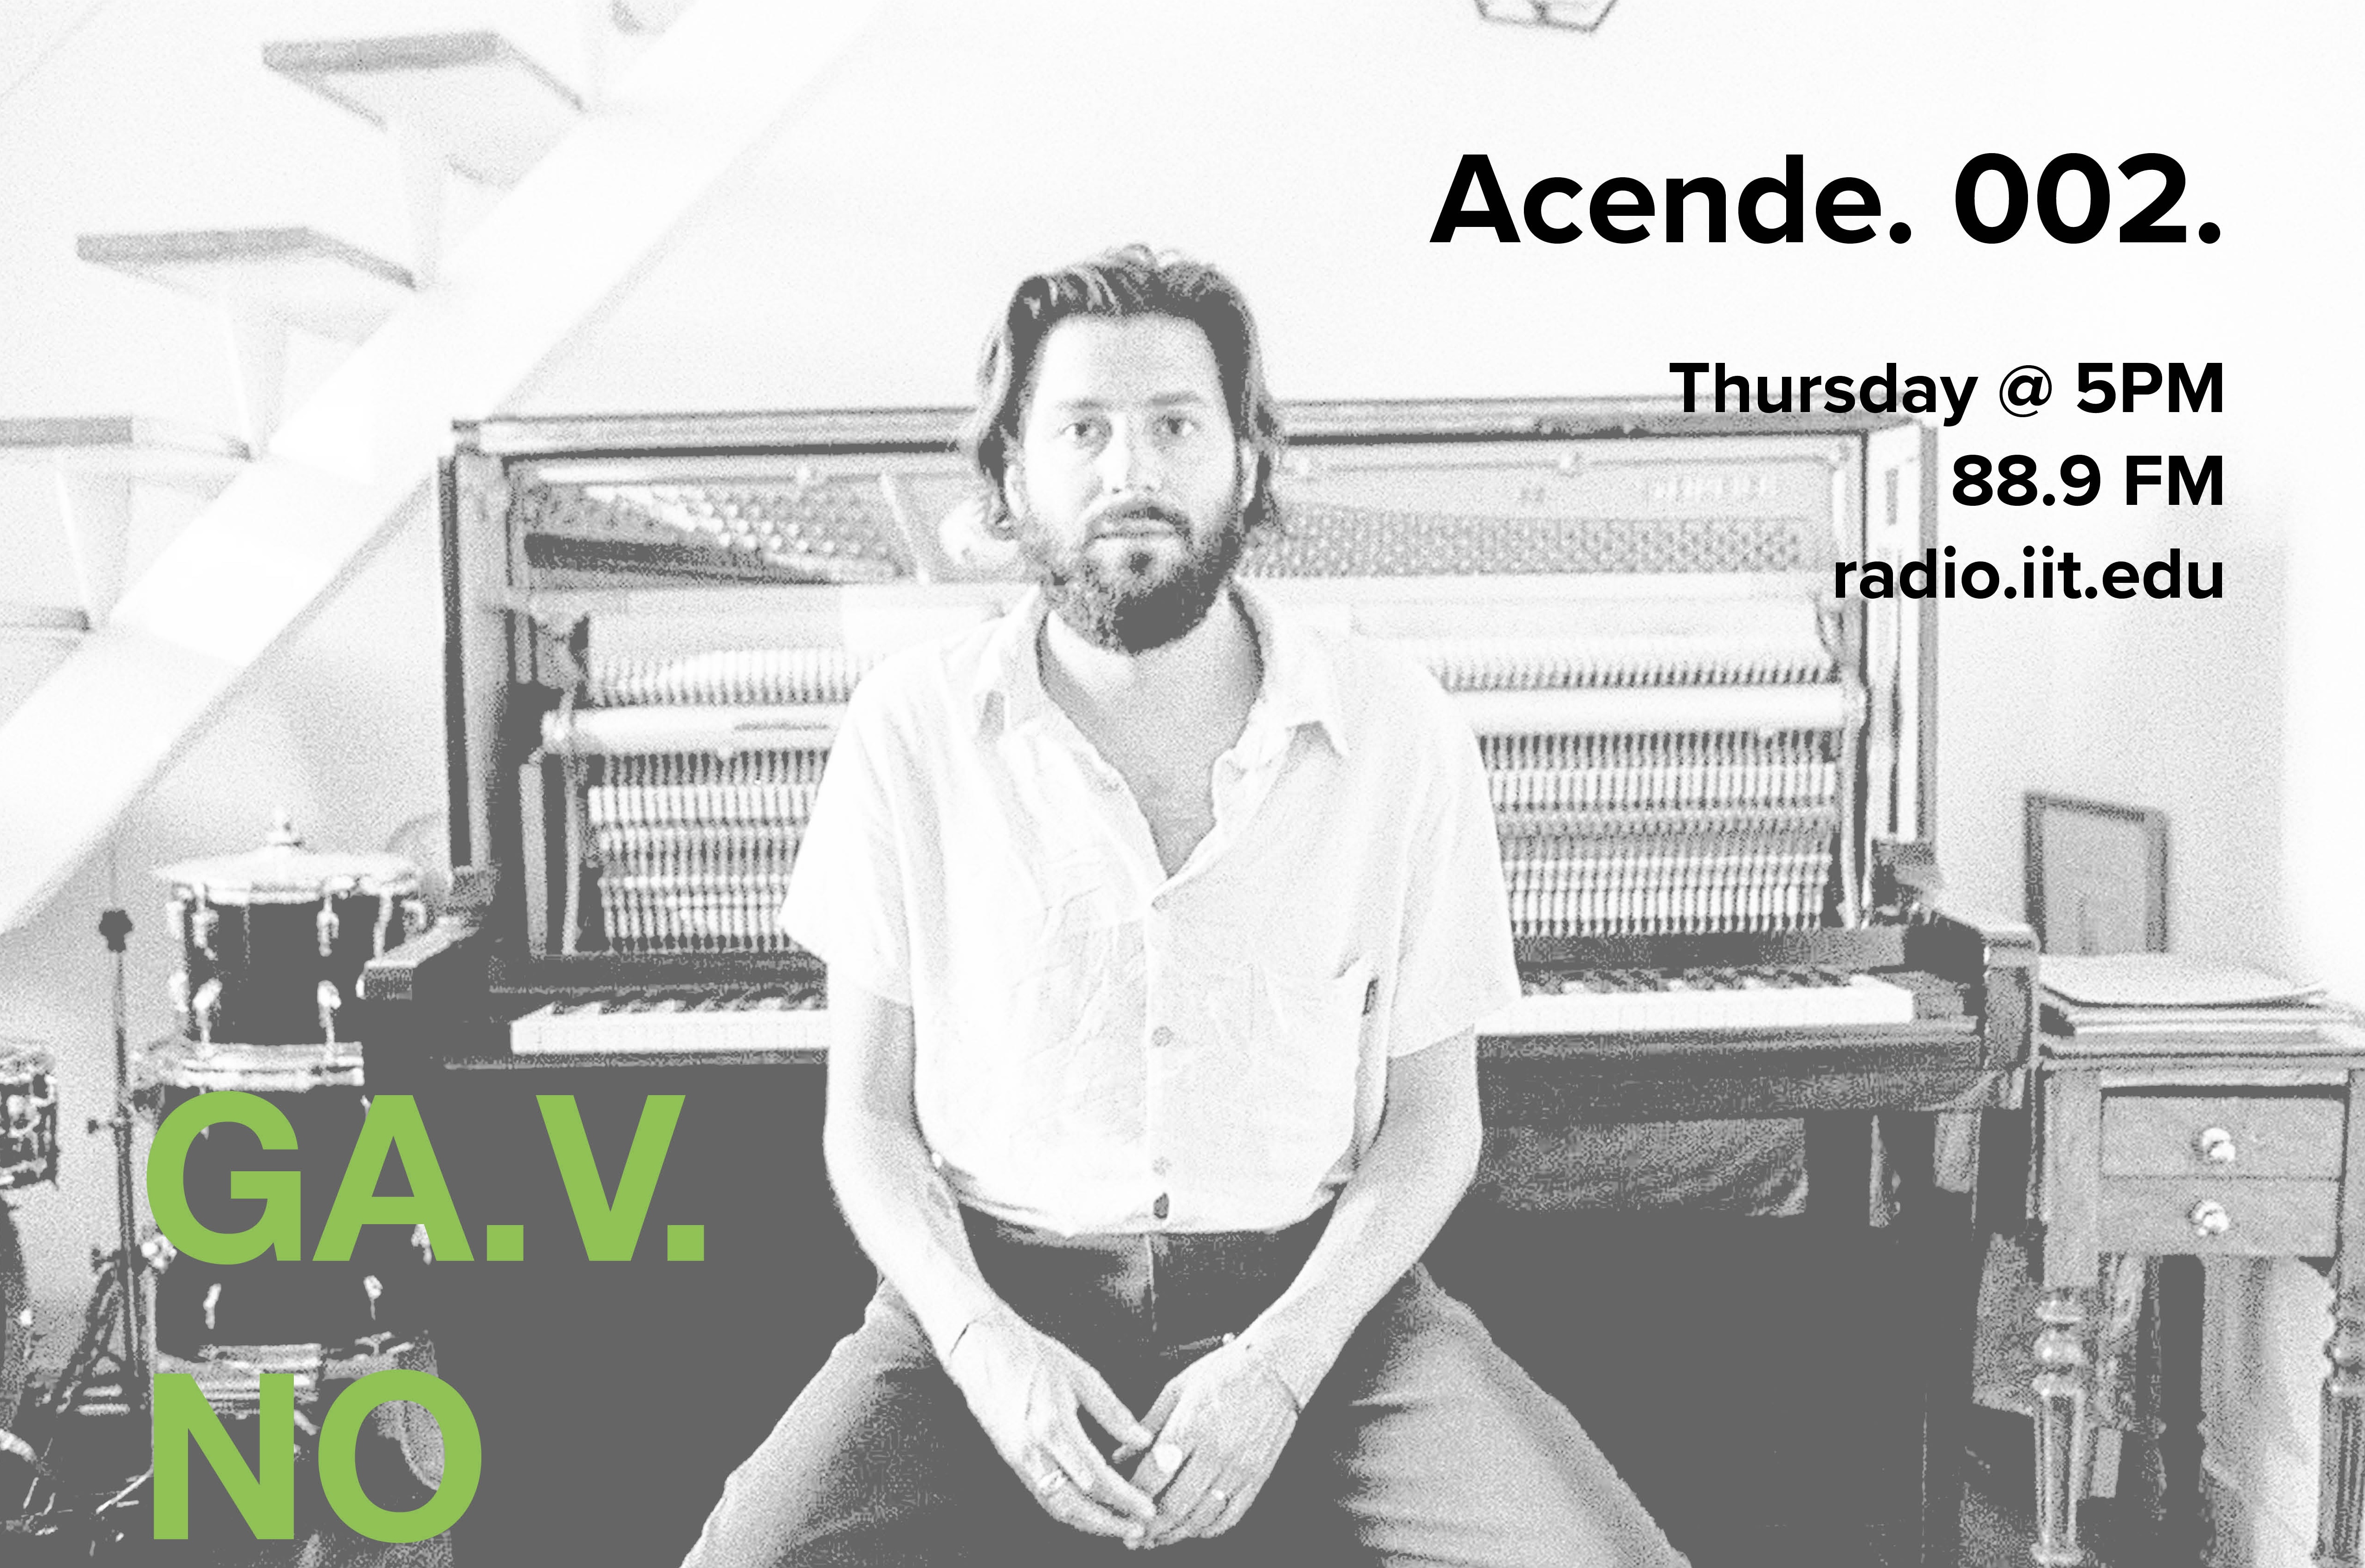 Acende. 002.
Thursday @ 5PM
88.9 FM
radio.iit.edu
GA.V.
NO